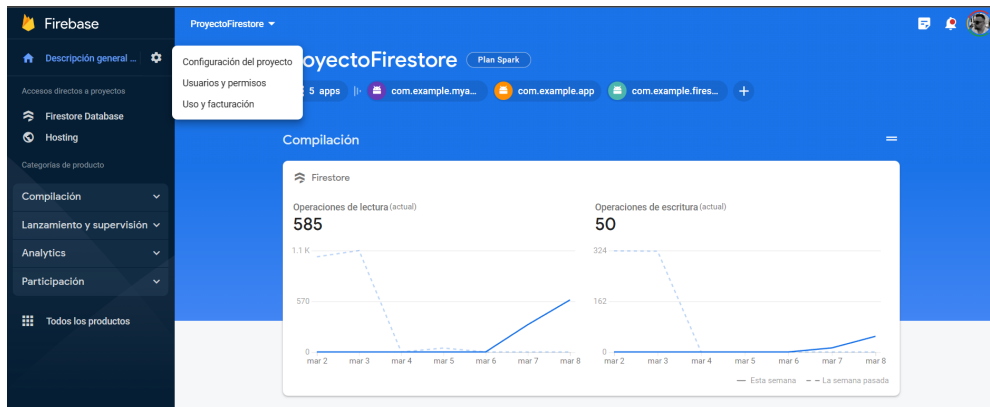 Firebase
ProyectoFirestore
Descripción general ...
Configuración del proyecto
Usuarios y permisos
Uso y facturación
Accesos directos a proyectos
Firestore Database
Hosting
Categorías de producto
Compilación
Lanzamiento y supervisión
Analytics
Participación
Todos los productos
oyectoFirestore
Plan Spark
5 apps
com.example.mya...
com.example.app
com.example.fires...
+
Compilación
Firestore
Operaciones de lectura (actual)
585
1.1 K
570
0
mar 2 mar 3 mar 4 mar 5 mar 6 mar 7 mar 8
Operaciones de escritura (actual)
50
324
162
0
mar 2 mar 3 mar 4 mar 5 mar 6 mar 7 mar 8
Esta semana
La semana pasada